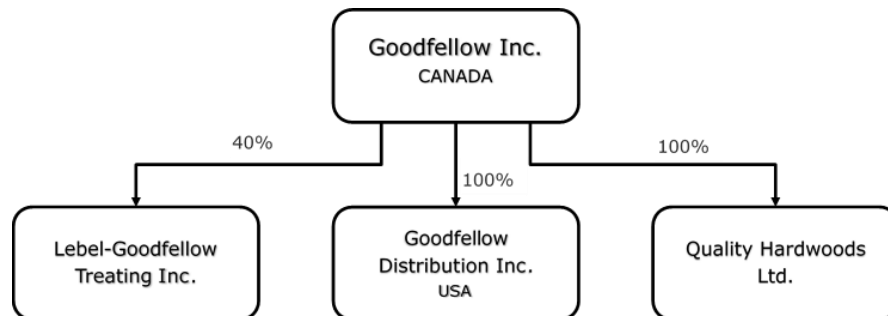 Goodfellow Inc.
CANADA
40%
100%
100%
Lebel-Goodfellow
Treating Inc.
Goodfellow
Distribution Inc.
USA
Quality Hardwoods
Ltd.